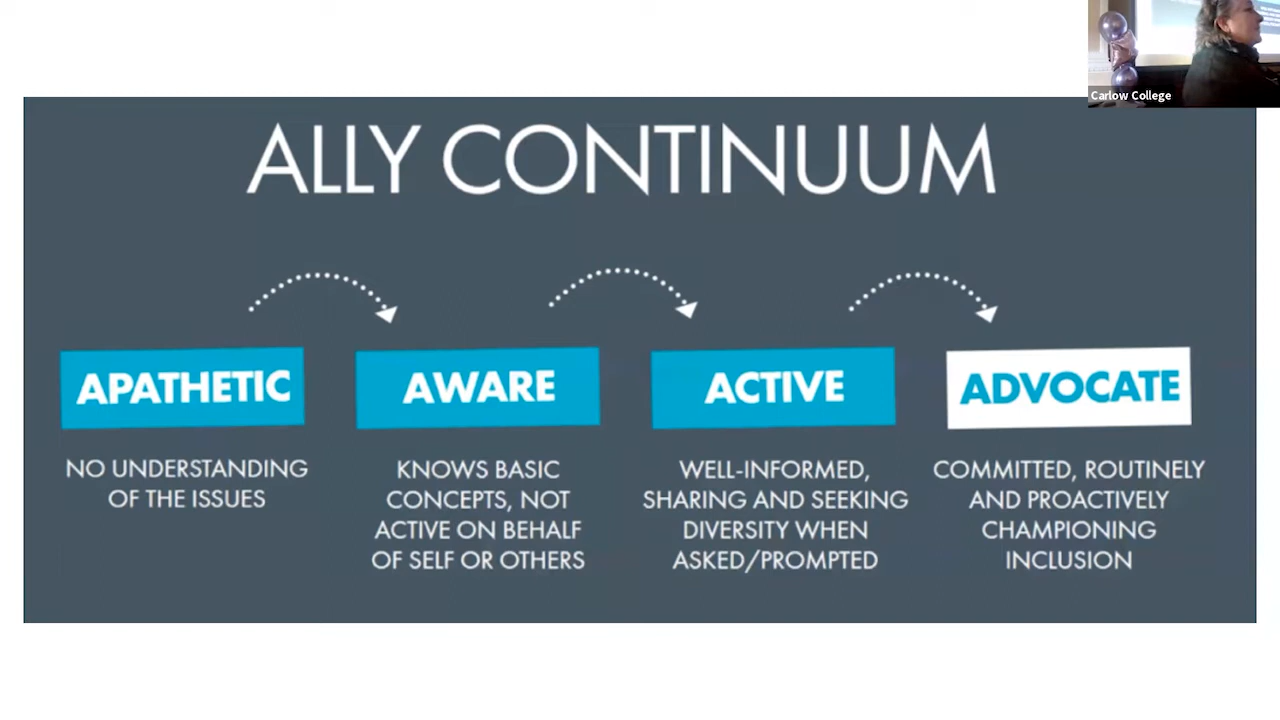 Carlow College
ALLY CONTINUUM
APATHETIC
NO UNDERSTANDING
OF THE ISSUES
AWARE
KNOWS BASIC
CONCEPTS, NOT
ACTIVE ON BEHALF
OF SELF OR OTHERS
ACTIVE
WELL-INFORMED,
SHARING AND SEEKING
DIVERSITY WHEN
ASKED/PROMPTED
ADVOCATE
COMMITTED, ROUTINELY
AND PROACTIVELY
CHAMPIONING
INCLUSION